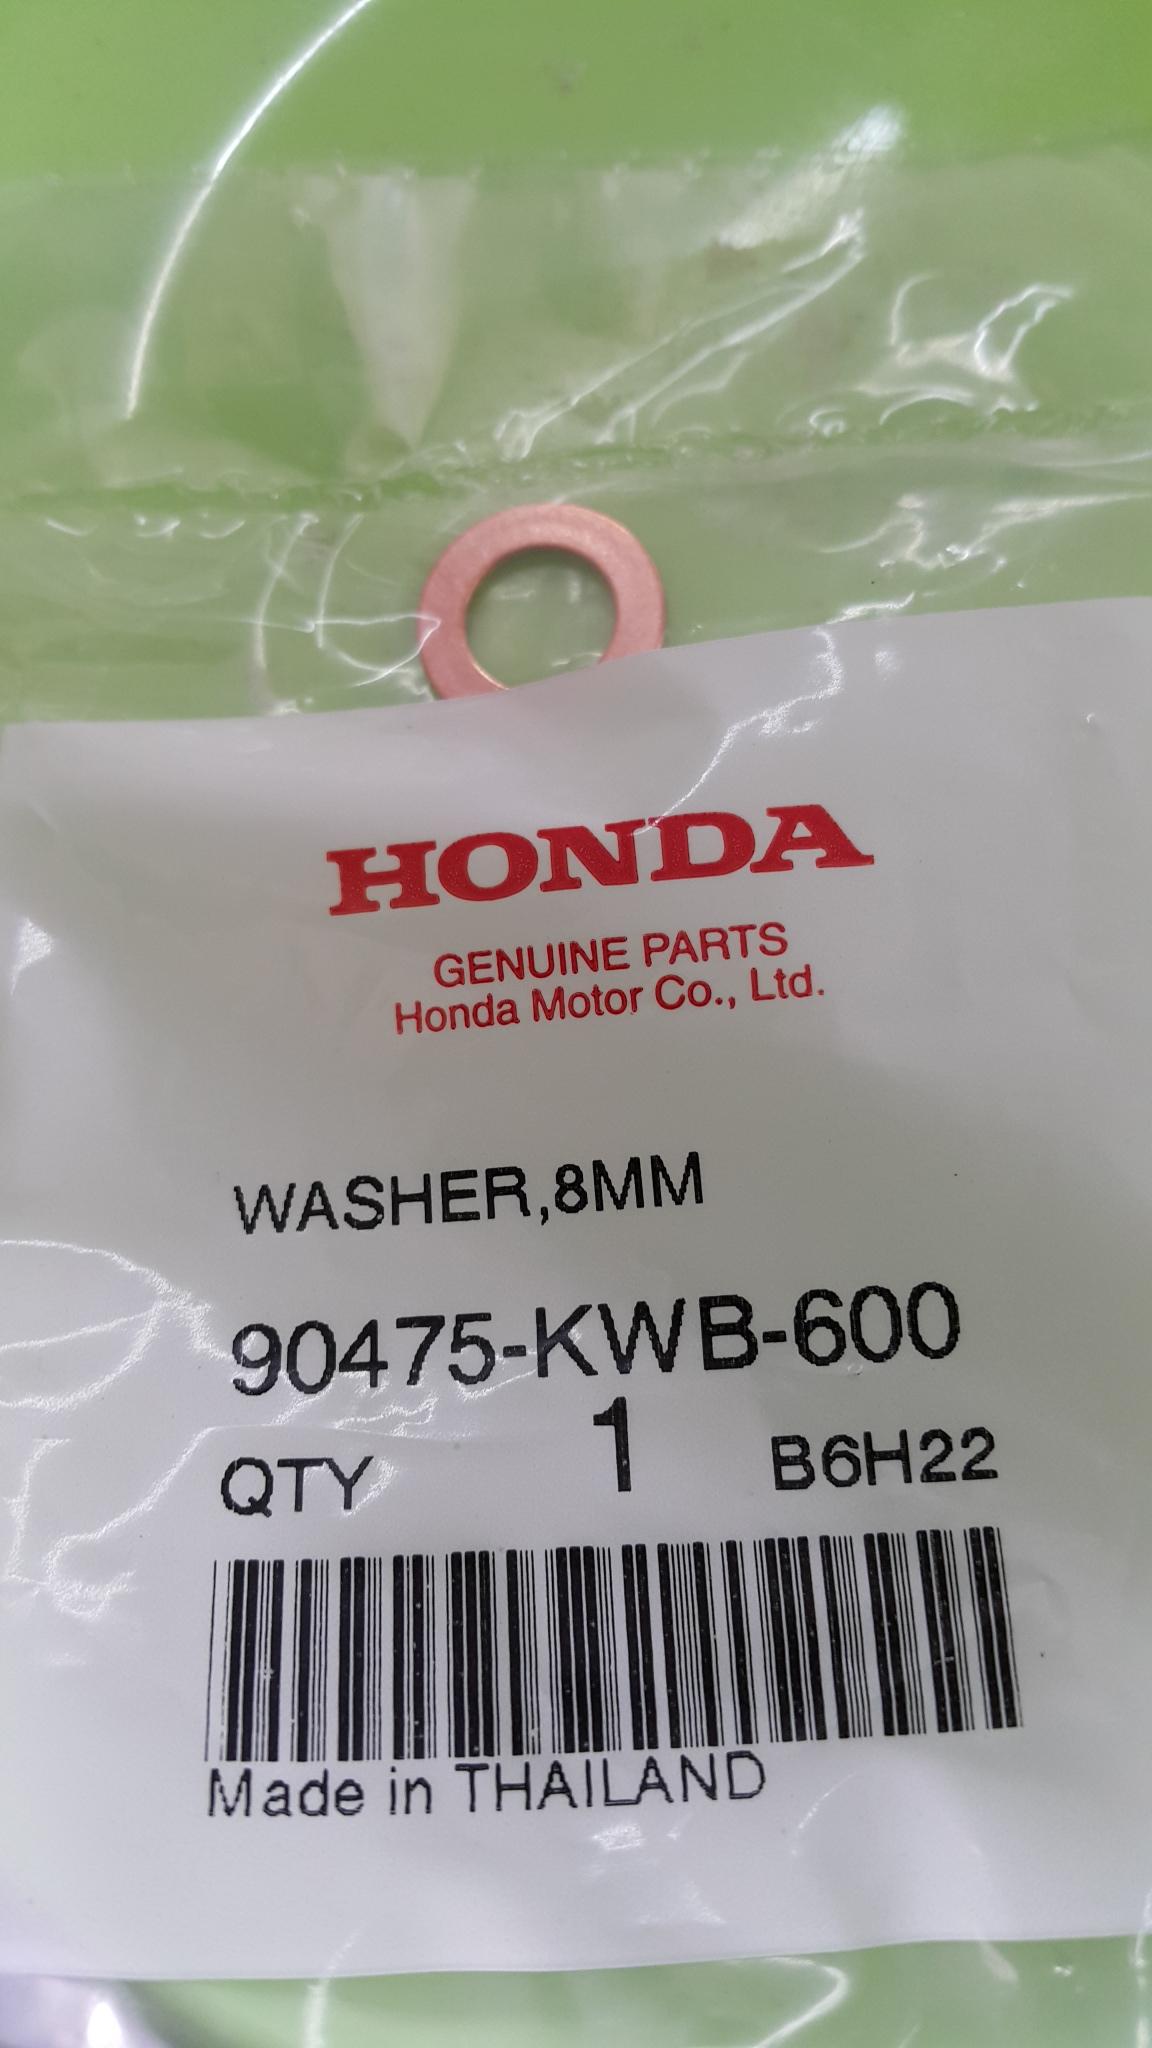 HONDA
GENUINE PARTS
Honda Motor Co., Ltd.
WASHER,8MM
90475-KWB-600
QTY 1 B6H22
Made in THAILAND